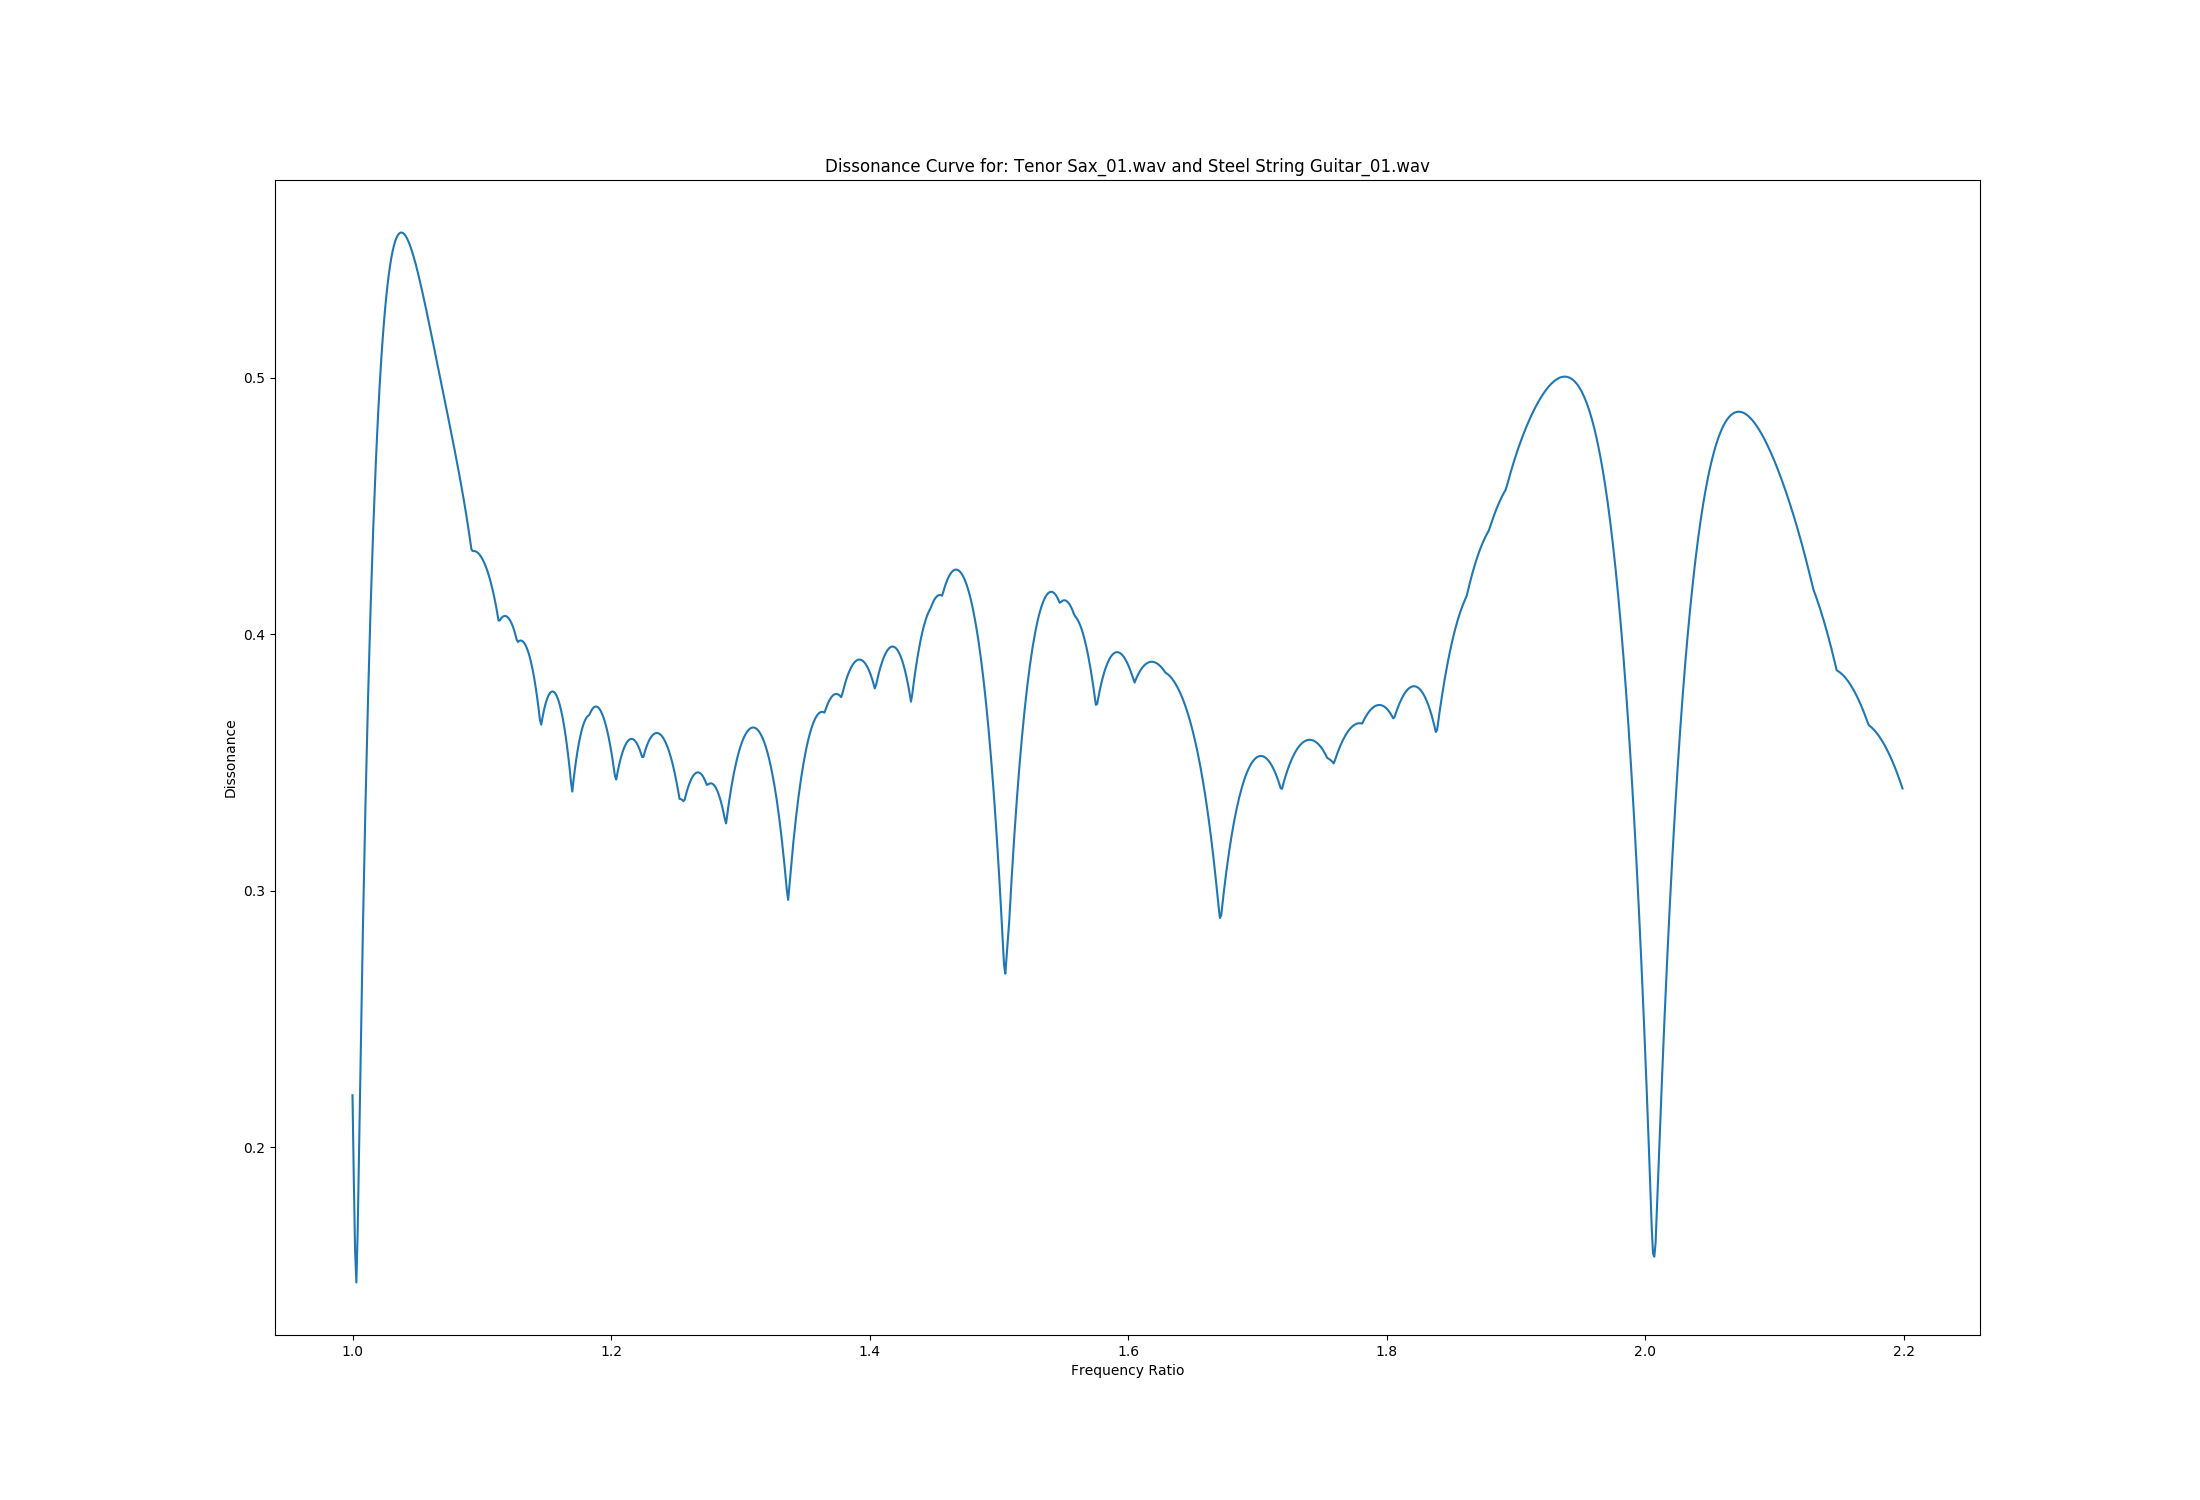 Dissonance Curve for: Tenor Sax_01.wav and Steel String Guitar_01.wav
0.5
0.4
0.3
0.2
Dissonance
1.0 1.2 1.4 1.6 1.8 2.0 2.2
Frequency Ratio